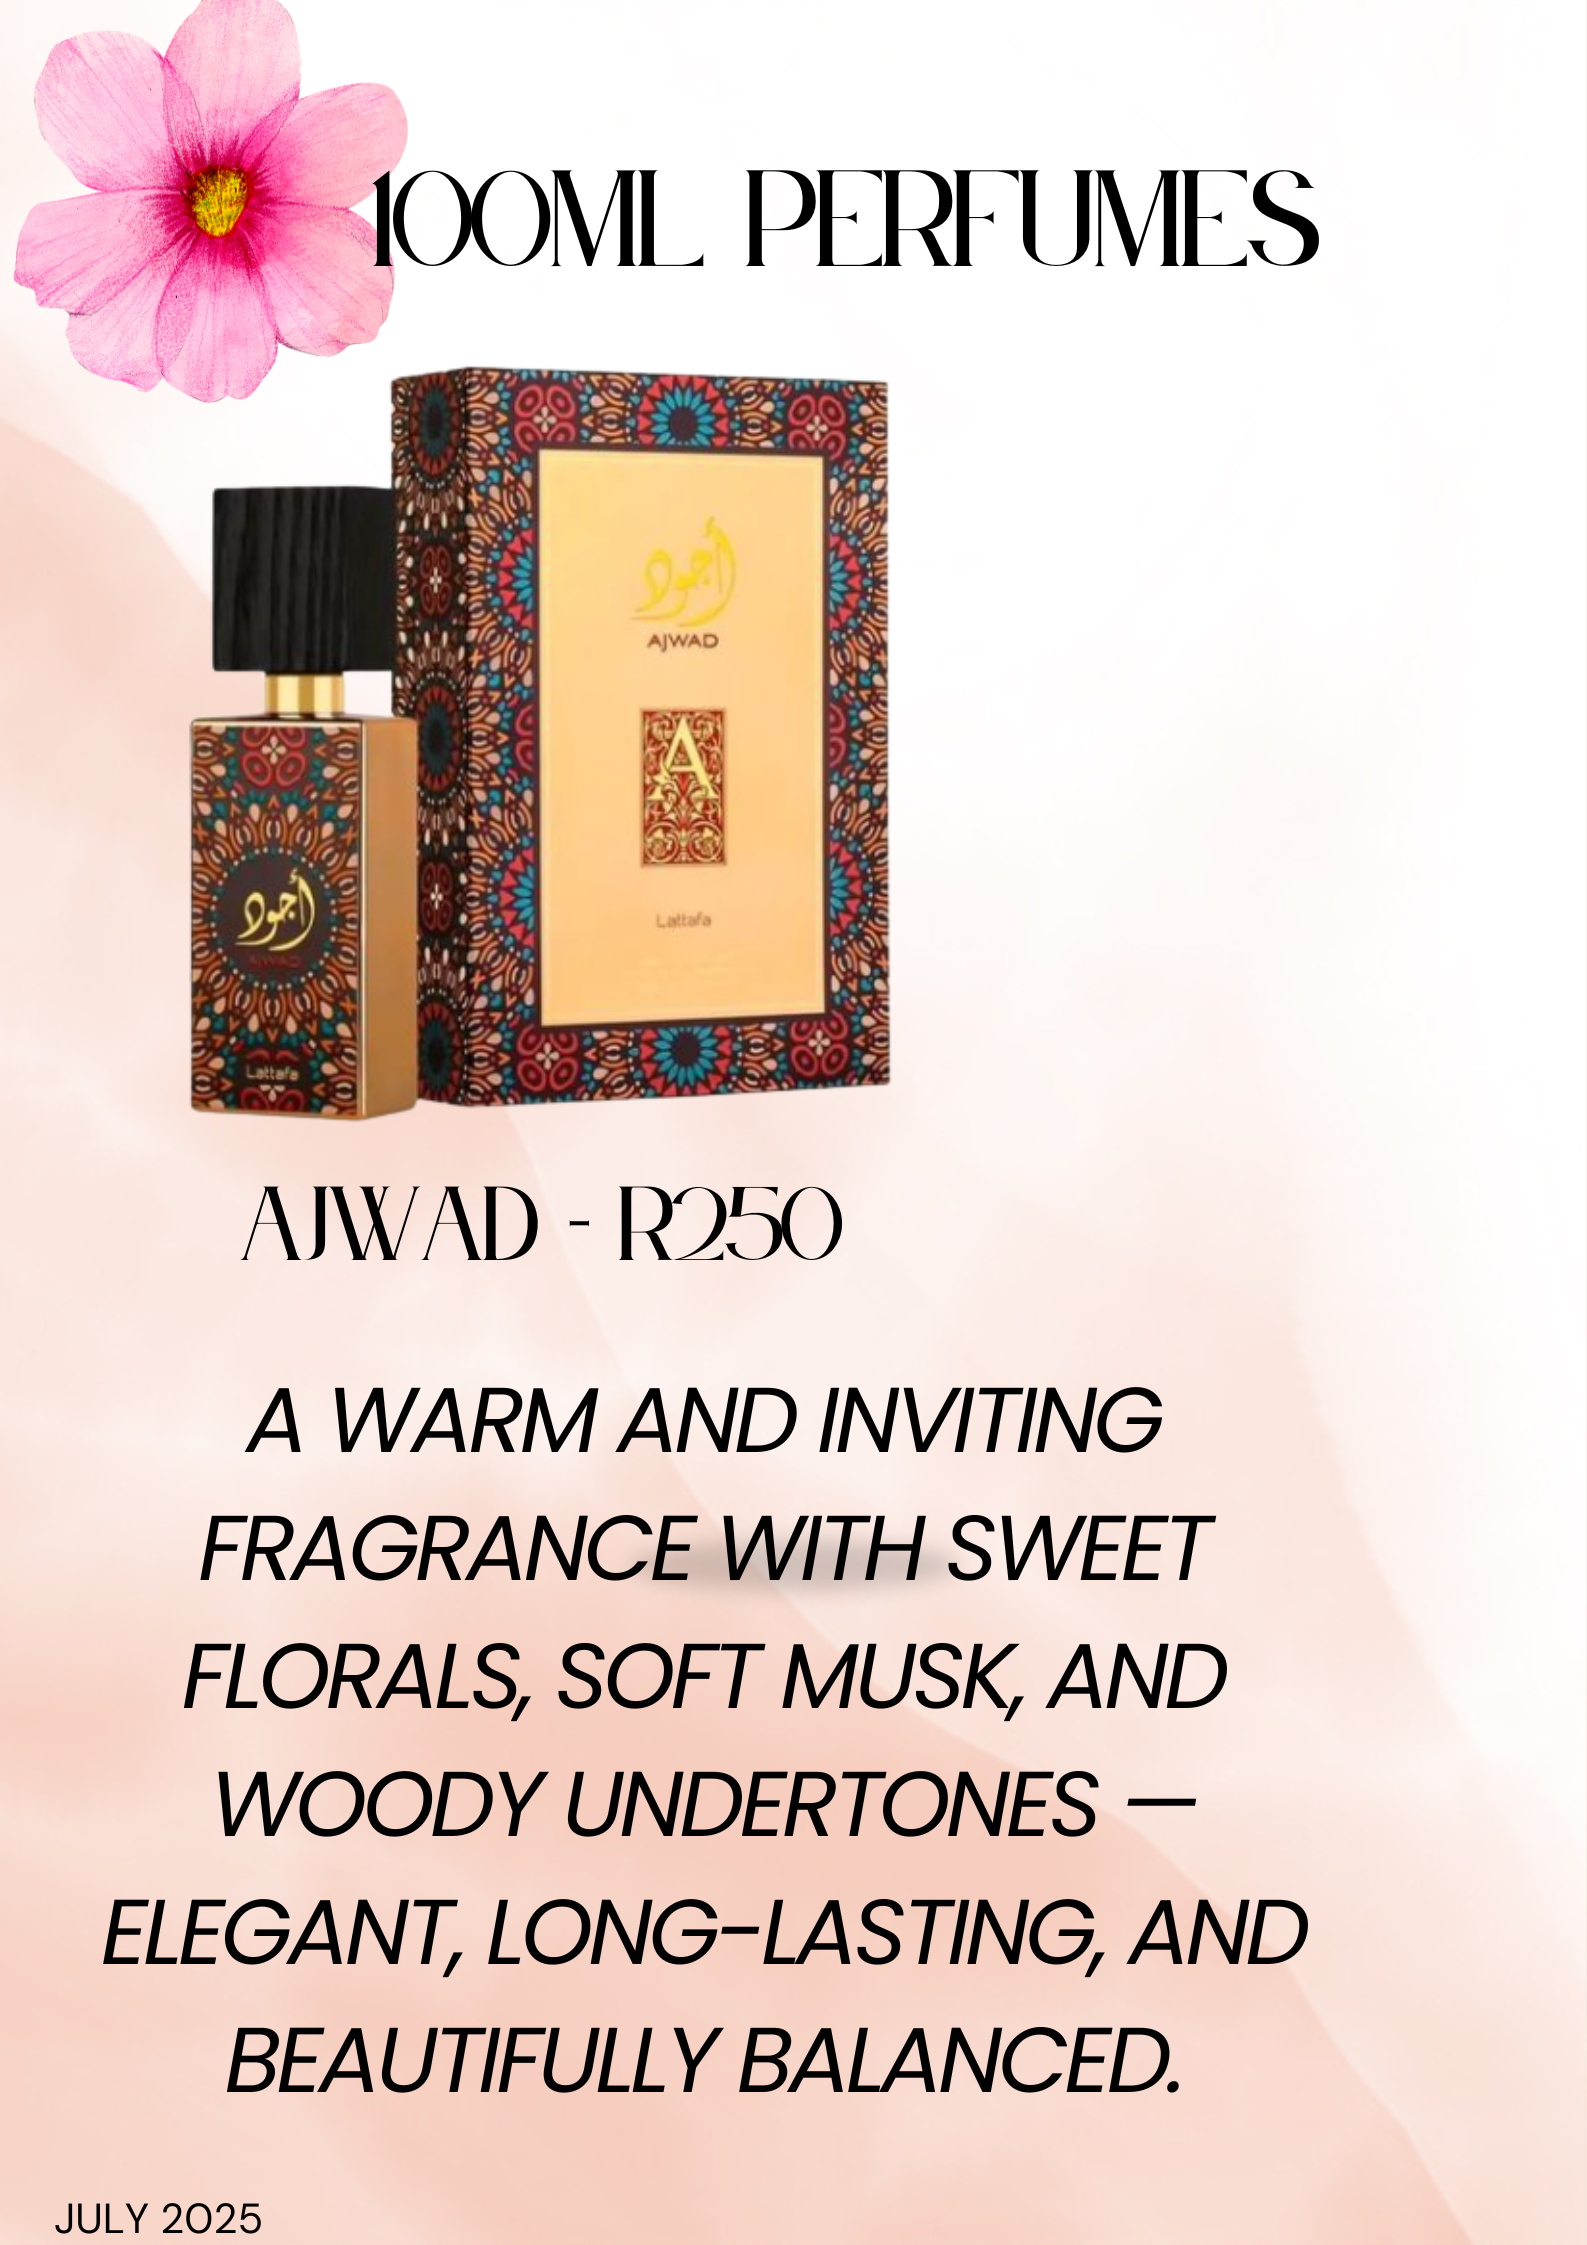 100ML PERFUMES
أجود
AJWAD
A
Lattafa
أجود
AJWAD
Lattafa
AJWAD - R250
A WARM AND INVITING
FRAGRANCE WITH SWEET
FLORALS, SOFT MUSK, AND
WOODY UNDERTONES —
ELEGANT, LONG-LASTING, AND
BEAUTIFULLY BALANCED.
JULY 2025